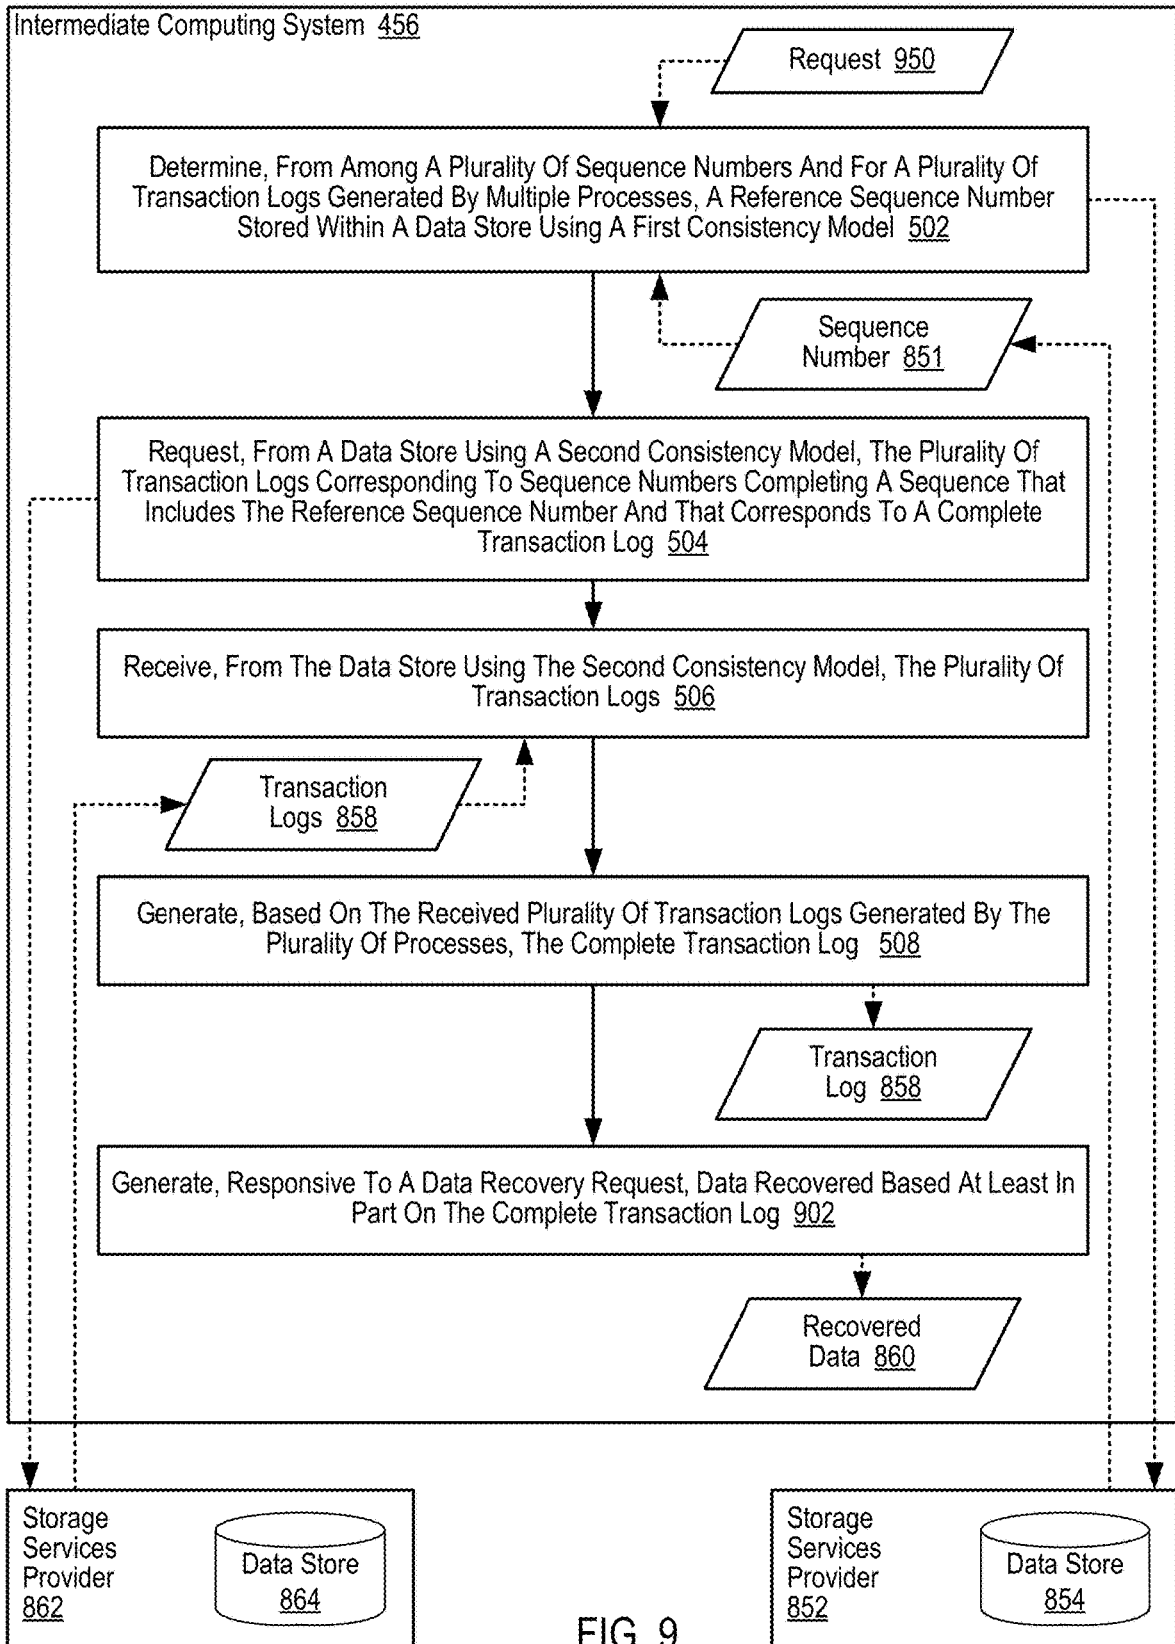 Intermediate Computing System 456
Request 950
Determine, From Among A Plurality Of Sequence Numbers And For A Plurality Of
Transaction Logs Generated By Multiple Processes, A Reference Sequence Number
Stored Within A Data Store Using A First Consistency Model 502
Sequence
Number 851
Request, From A Data Store Using A Second Consistency Model, The Plurality Of
Transaction Logs Corresponding To Sequence Numbers Completing A Sequence That
Includes The Reference Sequence Number And That Corresponds To A Complete
Transaction Log 504
Receive, From The Data Store Using The Second Consistency Model, The Plurality Of
Transaction Logs 506
Transaction
Logs 858
Generate, Based On The Received Plurality Of Transaction Logs Generated By The
Plurality Of Processes, The Complete Transaction Log 508
Transaction
Log 858
Generate, Responsive To A Data Recovery Request, Data Recovered Based At Least In
Part On The Complete Transaction Log 902
Recovered
Data 860
Storage
Services
Provider
862
Data Store
864
Storage
Services
Provider
852
Data Store
854
FIG. 9